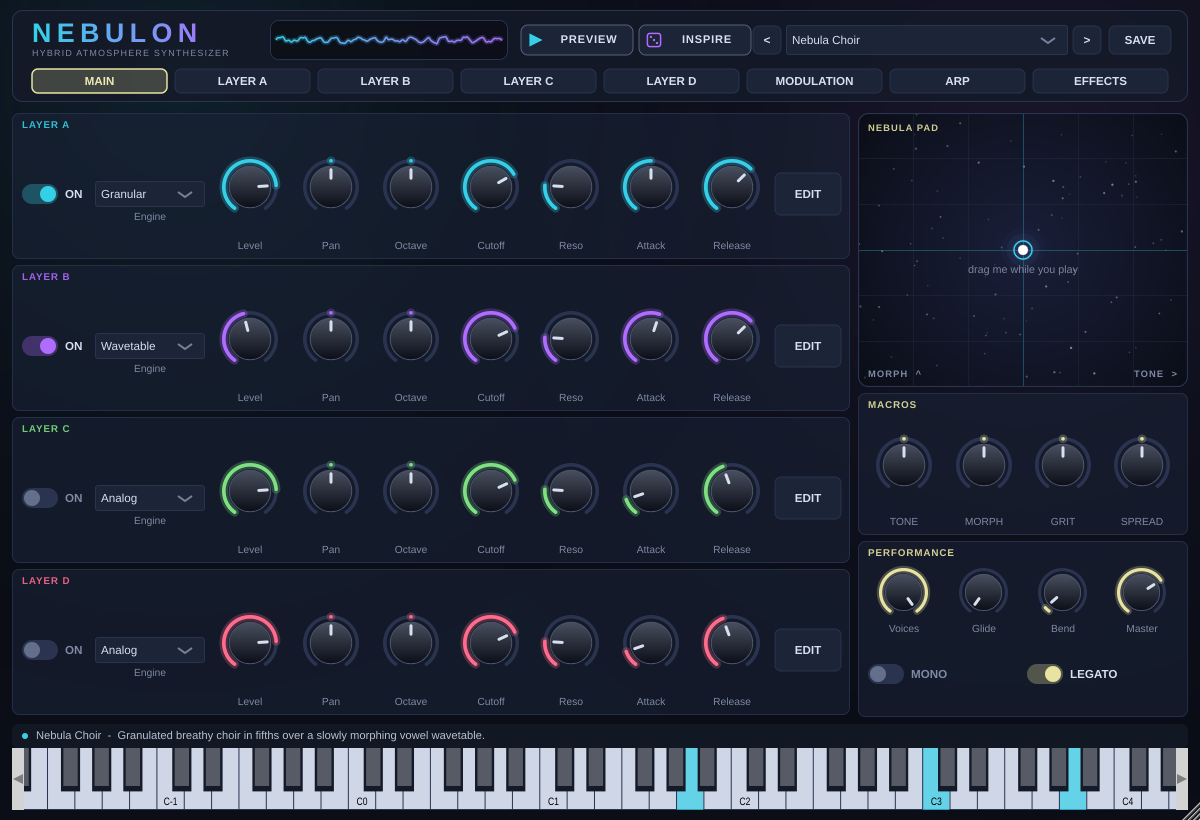 NEBULON
HYBRID ATMOSPHERE SYNTHESIZER
PREVIEW INSPIRE < Nebula Choir > SAVE
MAIN LAYER A LAYER B LAYER C LAYER D MODULATION ARP EFFECTS
LAYER A
ON Granular EDIT
Engine
Level Pan Octave Cutoff Reso Attack Release
LAYER B
ON Wavetable EDIT
Engine
Level Pan Octave Cutoff Reso Attack Release
LAYER C
ON Analog EDIT
Engine
Level Pan Octave Cutoff Reso Attack Release
LAYER D
ON Analog EDIT
Engine
Level Pan Octave Cutoff Reso Attack Release
NEBULA PAD
drag me while you play
MORPH ^ TONE >
MACROS
TONE MORPH GRIT SPREAD
PERFORMANCE
Voices Glide Bend Master
MONO LEGATO
Nebula Choir - Granulated breathy choir in fifths over a slowly morphing vowel wavetable.
C-1 C0 C1 C2 C3 C4